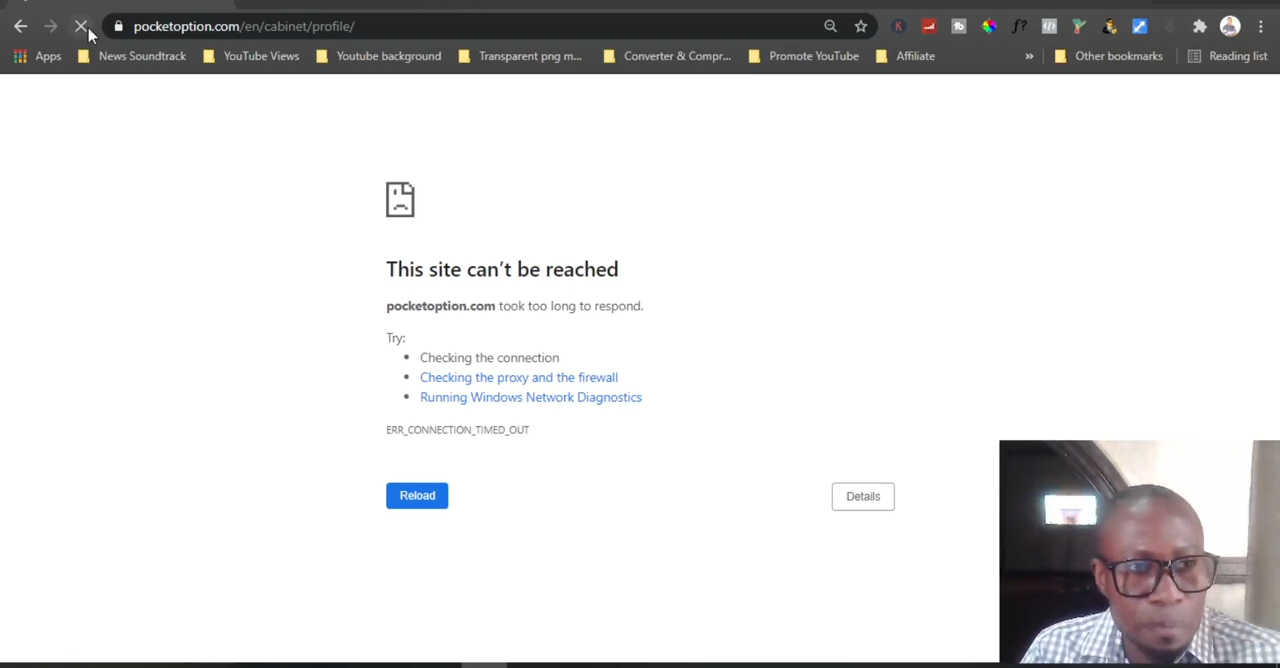 pocketoption.com/en/cabinet/profile/
K
f?
Apps
News Soundtrack
YouTube Views
Youtube background
Transparent png m...
Converter & Compr...
Promote YouTube
Affiliate
»
Other bookmarks
Reading list
This site can't be reached
pocketoption.com took too long to respond.
Try:
• Checking the connection
• Checking the proxy and the firewall
• Running Windows Network Diagnostics
ERR_CONNECTION_TIMED_OUT
Reload
Details